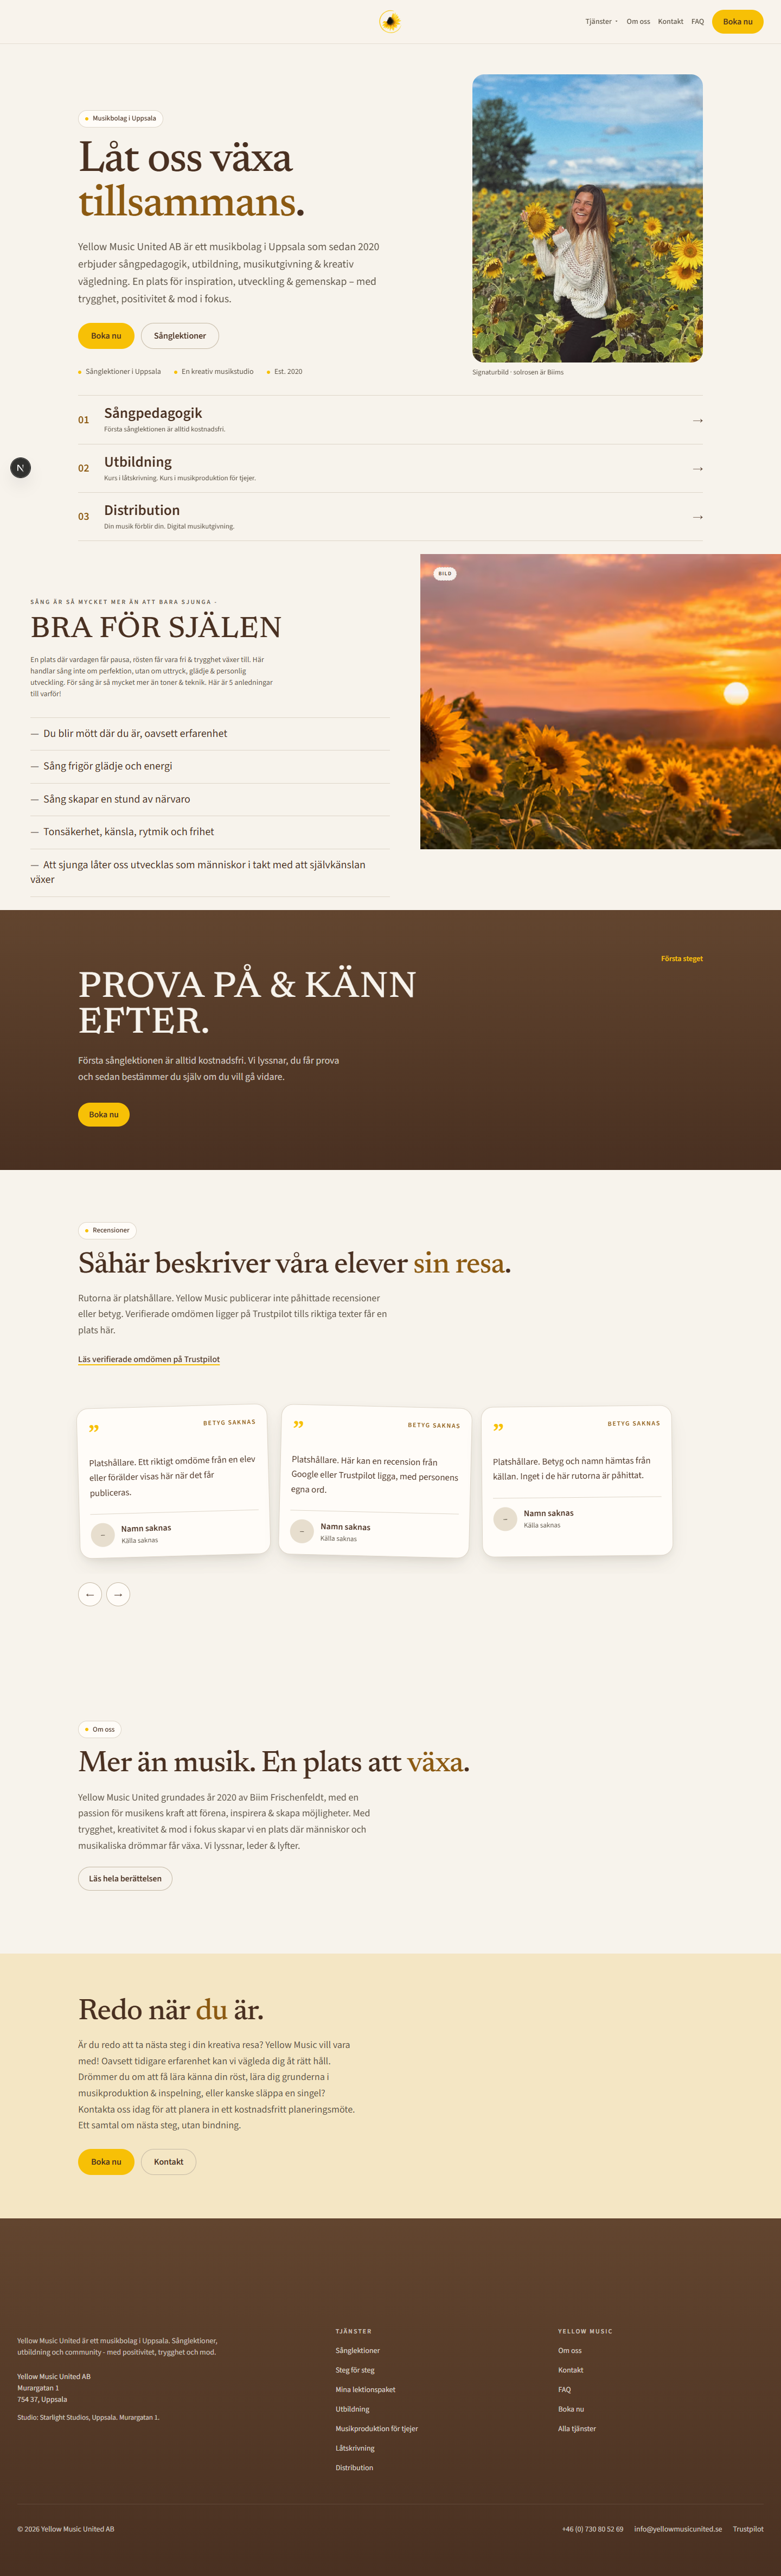 Tjänster
Om oss
Kontakt
FAQ
Boka nu
Musikbolag i Uppsala
Låt oss växa
tillsammans.
Yellow Music United AB är ett musikbolag i Uppsala som sedan 2020
erbjuder sångpedagogik, utbildning, musikutgivning & kreativ
vägledning. En plats för inspiration, utveckling & gemenskap – med
trygghet, positivitet & mod i fokus.
Boka nu
Sånglektioner
Sånglektioner i Uppsala
En kreativ musikstudio
Est. 2020
Signaturbild · solrosen är Biims
01
Sångpedagogik
Första sånglektionen är alltid kostnadsfri.
→
02
Utbildning
Kurs i låtskrivning. Kurs i musikproduktion för tjejer.
→
03
Distribution
Din musik förblir din. Digital musikutgivning.
→
N
BILD
SÅNG ÄR SÅ MYCKET MER ÄN ATT BARA SJUNGA -
BRA FÖR SJÄLEN
En plats där vardagen får pausa, rösten får vara fri & trygghet växer till. Här
handlar sång inte om perfektion, utan om uttryck, glädje & personlig
utveckling. För sång är så mycket mer än toner & teknik. Här är 5 anledningar
till varför!
— Du blir mött där du är, oavsett erfarenhet
— Sång frigör glädje och energi
— Sång skapar en stund av närvaro
— Tonsäkerhet, känsla, rytmik och frihet
— Att sjunga låter oss utvecklas som människor i takt med att självkänslan
växer
Första steget
PROVA PÅ & KÄNN
EFTER.
Första sånglektionen är alltid kostnadsfri. Vi lyssnar, du får prova
och sedan bestämmer du själv om du vill gå vidare.
Boka nu
Recensioner
Såhär beskriver våra elever sin resa.
Rutorna är platshållare. Yellow Music publicerar inte påhittade recensioner
eller betyg. Verifierade omdömen ligger på Trustpilot tills riktiga texter får en
plats här.
Läs verifierade omdömen på Trustpilot
”
BETYG SAKNAS
Platshållare. Ett riktigt omdöme från en elev
eller förälder visas här när det får
publiceras.
–
Namn saknas
Källa saknas
”
BETYG SAKNAS
Platshållare. Här kan en recension från
Google eller Trustpilot ligga, med personens
egna ord.
–
Namn saknas
Källa saknas
”
BETYG SAKNAS
Platshållare. Betyg och namn hämtas från
källan. Inget i de här rutorna är påhittat.
–
Namn saknas
Källa saknas
← →
Om oss
Mer än musik. En plats att växa.
Yellow Music United grundades år 2020 av Biim Frischenfeldt, med en
passion för musikens kraft att förena, inspirera & skapa möjligheter. Med
trygghet, kreativitet & mod i fokus skapar vi en plats där människor och
musikaliska drömmar får växa. Vi lyssnar, leder & lyfter.
Läs hela berättelsen
Redo när du är.
Är du redo att ta nästa steg i din kreativa resa? Yellow Music vill vara
med! Oavsett tidigare erfarenhet kan vi vägleda dig åt rätt håll.
Drömmer du om att få lära känna din röst, lära dig grunderna i
musikproduktion & inspelning, eller kanske släppa en singel?
Kontakta oss idag för att planera in ett kostnadsfritt planeringsmöte.
Ett samtal om nästa steg, utan bindning.
Boka nu
Kontakt
Yellow Music United är ett musikbolag i Uppsala. Sånglektioner,
utbildning och community - med positivitet, trygghet och mod.
Yellow Music United AB
Murargatan 1
754 37, Uppsala
Studio: Starlight Studios, Uppsala. Murargatan 1.
TJÄNSTER
Sånglektioner
Steg för steg
Mina lektionspaket
Utbildning
Musikproduktion för tjejer
Låtskrivning
Distribution
YELLOW MUSIC
Om oss
Kontakt
FAQ
Boka nu
Alla tjänster
© 2026 Yellow Music United AB
+46 (0) 730 80 52 69
info@yellowmusicunited.se
Trustpilot